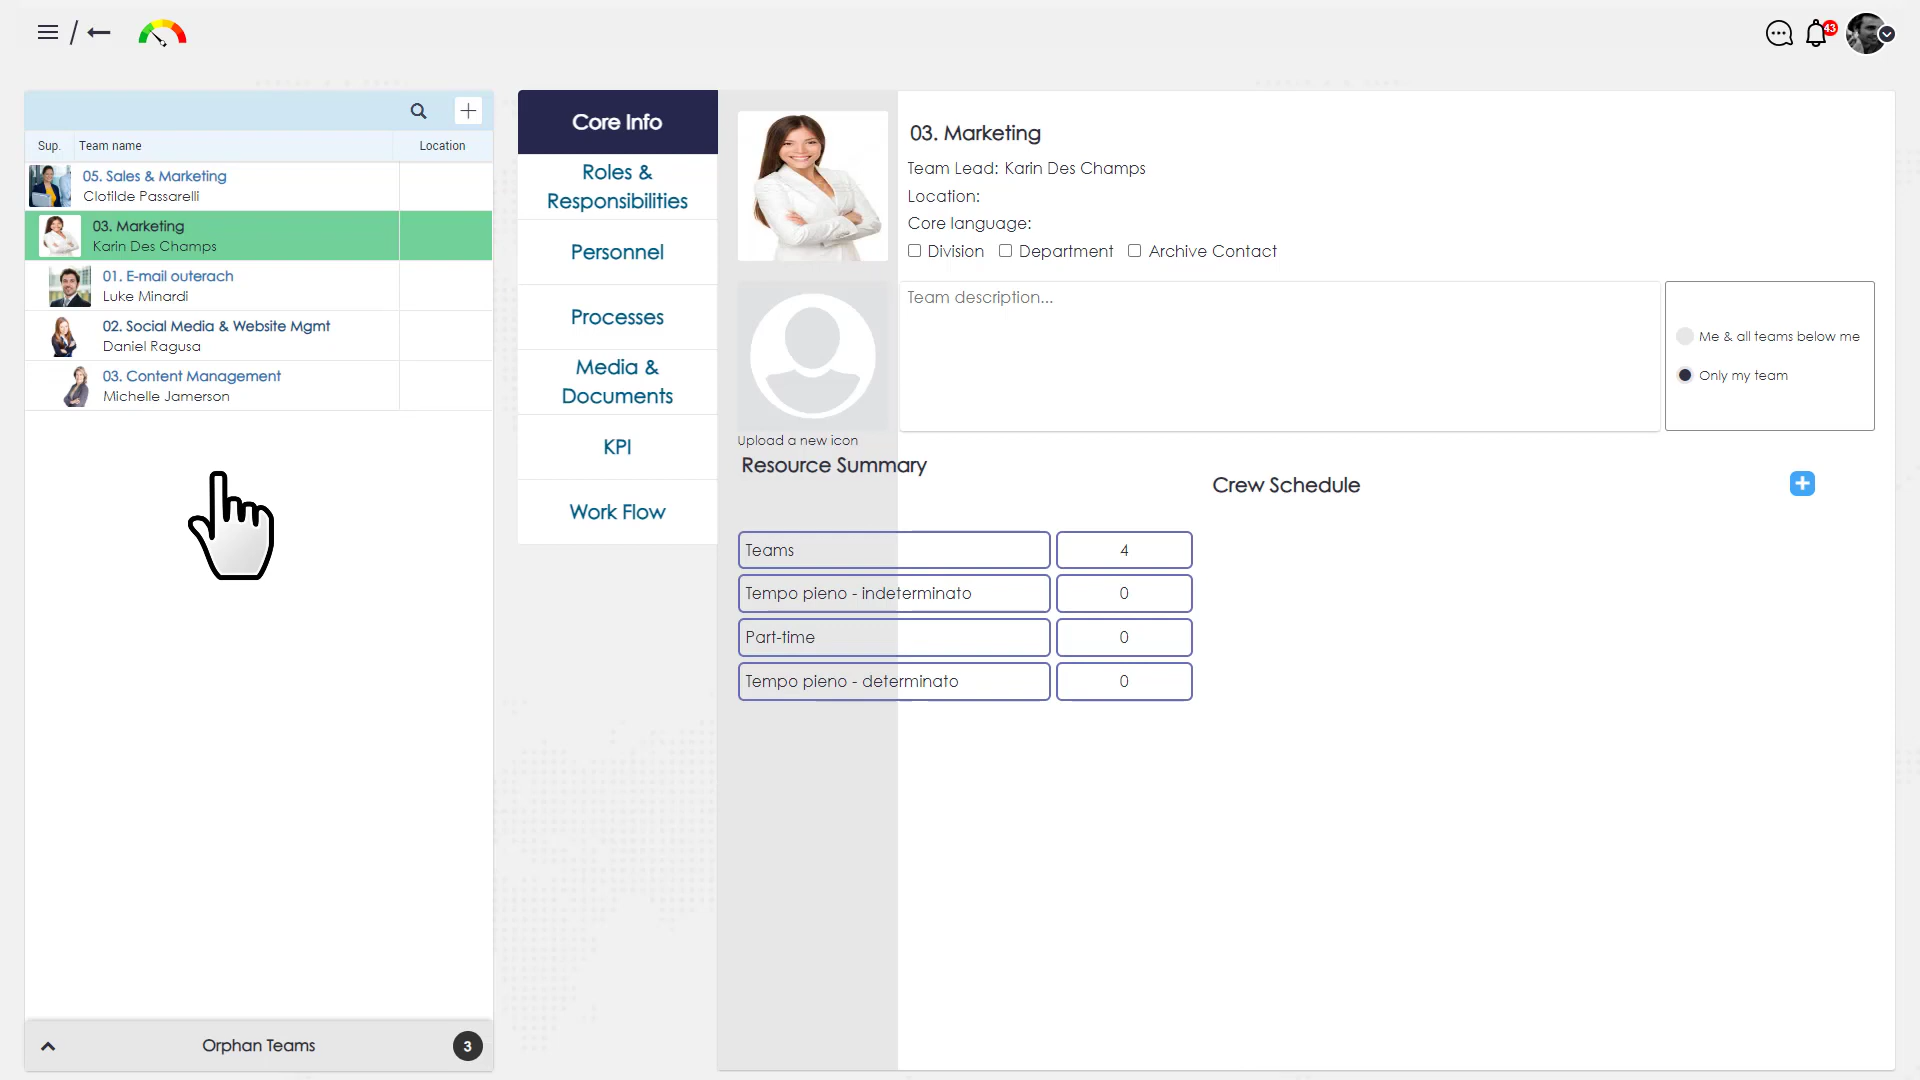 43
Sup. Team name Location
05. Sales & Marketing
Clotilde Passarelli
03. Marketing
Karin Des Champs
01. E-mail outerach
Luke Minardi
02. Social Media & Website Mgmt
Daniel Ragusa
03. Content Management
Michelle Jamerson
Orphan Teams 3
Core Info
Roles &
Responsibilities
Personnel
Processes
Media &
Documents
KPI
Work Flow
03. Marketing
Team Lead: Karin Des Champs
Location:
Core language:
Division Department Archive Contact
Team description...
Me & all teams below me
Only my team
Upload a new icon
Resource Summary
Crew Schedule
Teams 4
Tempo pieno - indeterminato 0
Part-time 0
Tempo pieno - determinato 0